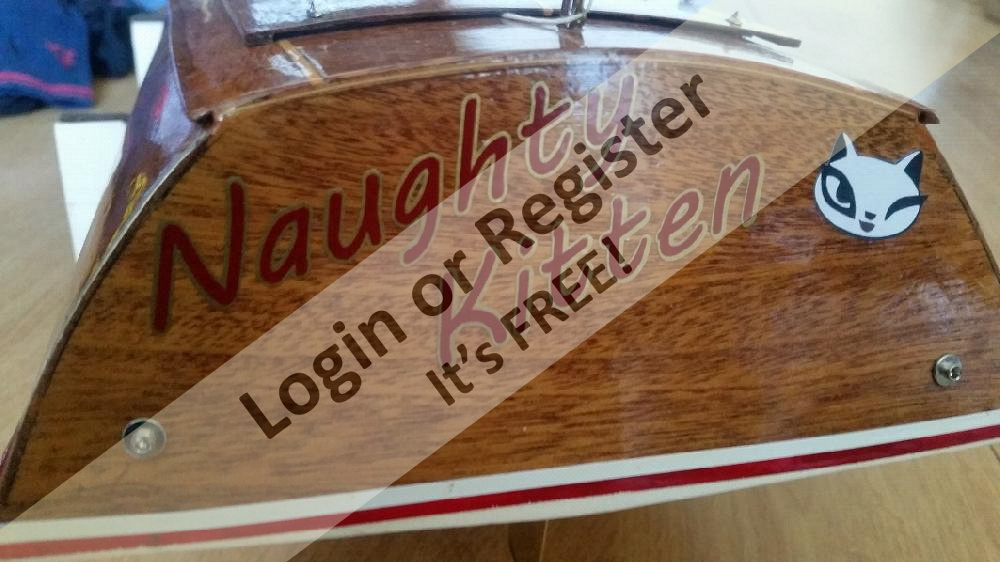 Naughty
Kitten
Login or Register
It's FREE!